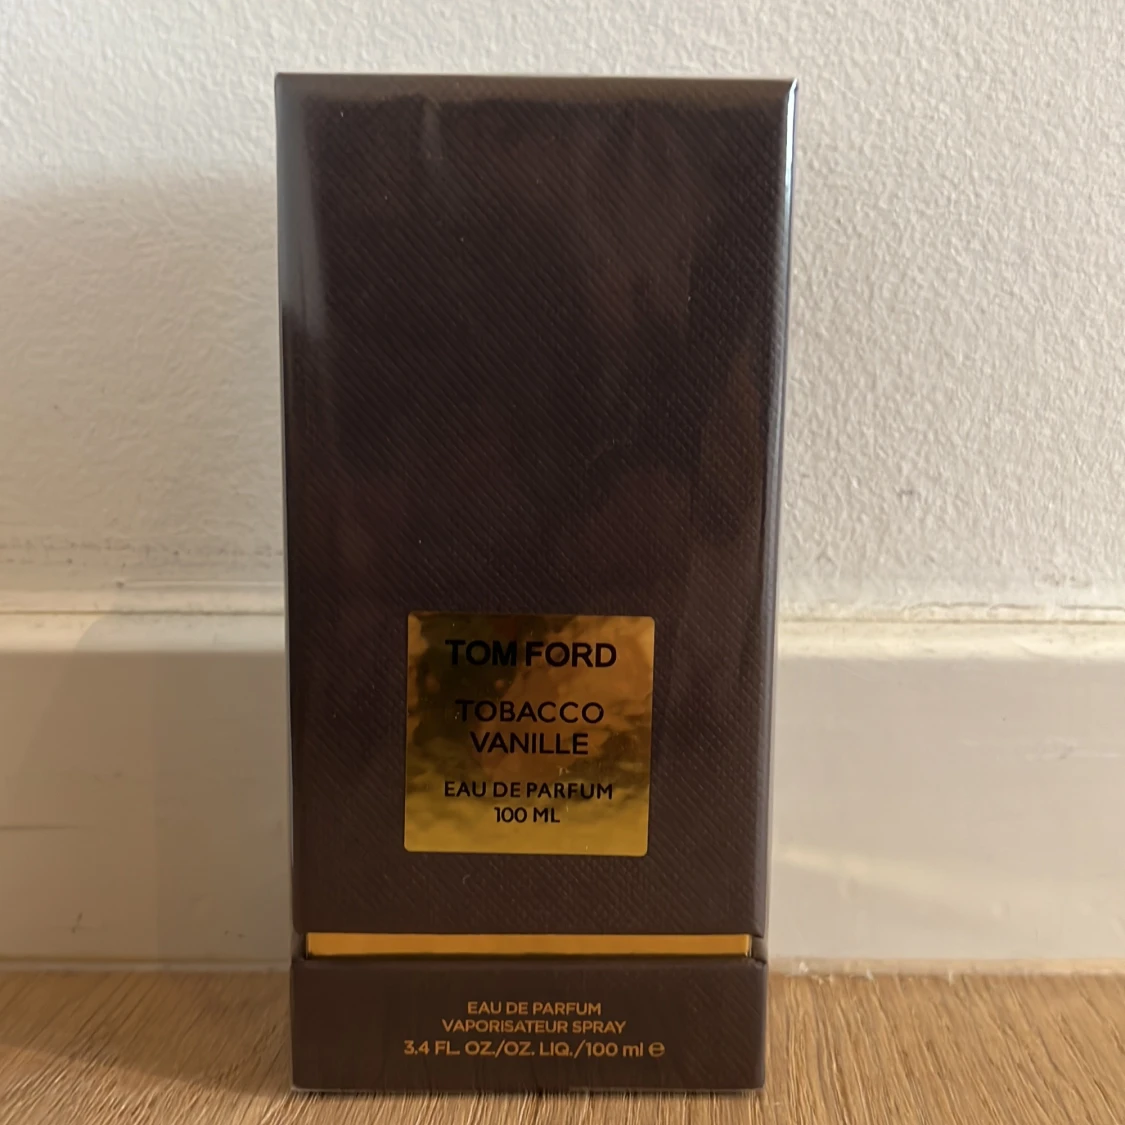 TOM FORD
TOBACCO
VANILLE
EAU DE PARFUM
100 ML
EAU DE PARFUM
VAPORISATEUR SPRAY
3.4 FL. OZ./OZ. LIQ./100 ml ℮